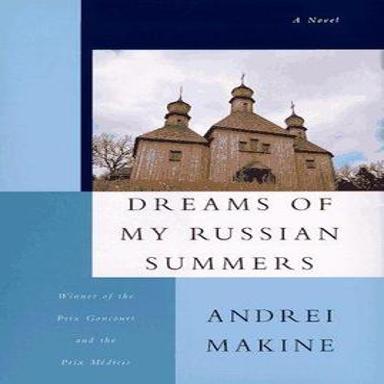 A Novel
DREAMS OF
MY RUSSIAN
SUMMERS
Winner of the
Prix Goncourt
and the
Prix Médicis
ANDREI
MAKINE